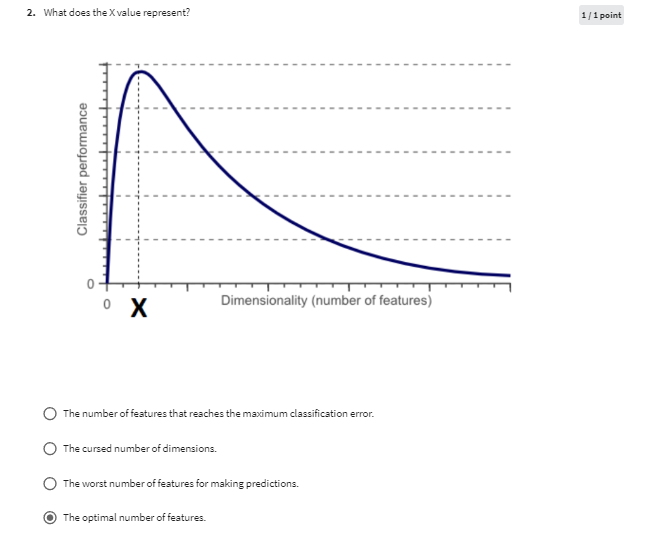 2. What does the X value represent?
1 / 1 point
Classifier performance
0
0
X
Dimensionality (number of features)
The number of features that reaches the maximum classification error.
The cursed number of dimensions.
The worst number of features for making predictions.
The optimal number of features.